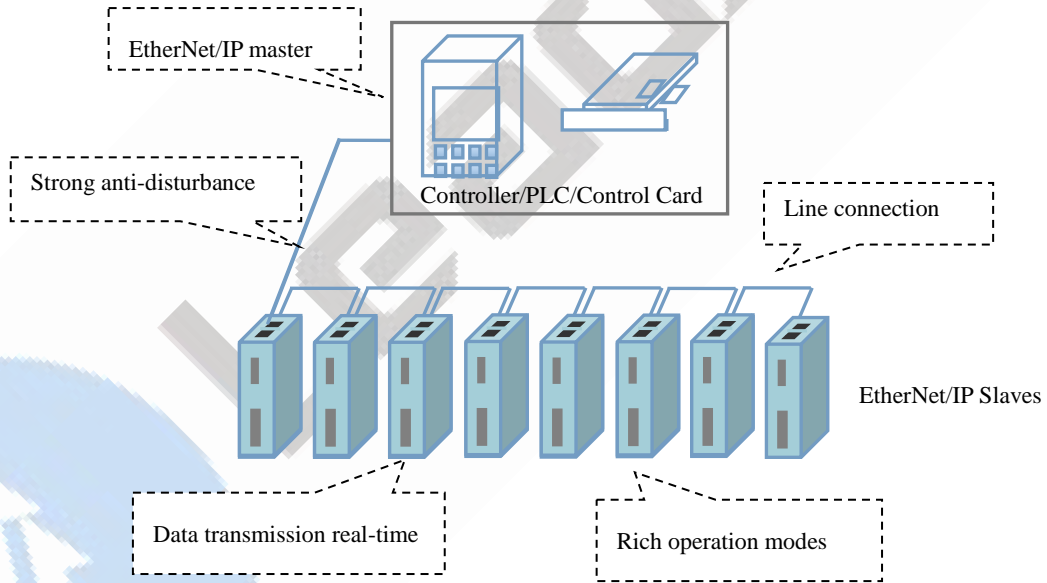 EtherNet/IP master
Strong anti-disturbance
Controller/PLC/Control Card
Line connection
EtherNet/IP Slaves
Data transmission real-time
Rich operation modes